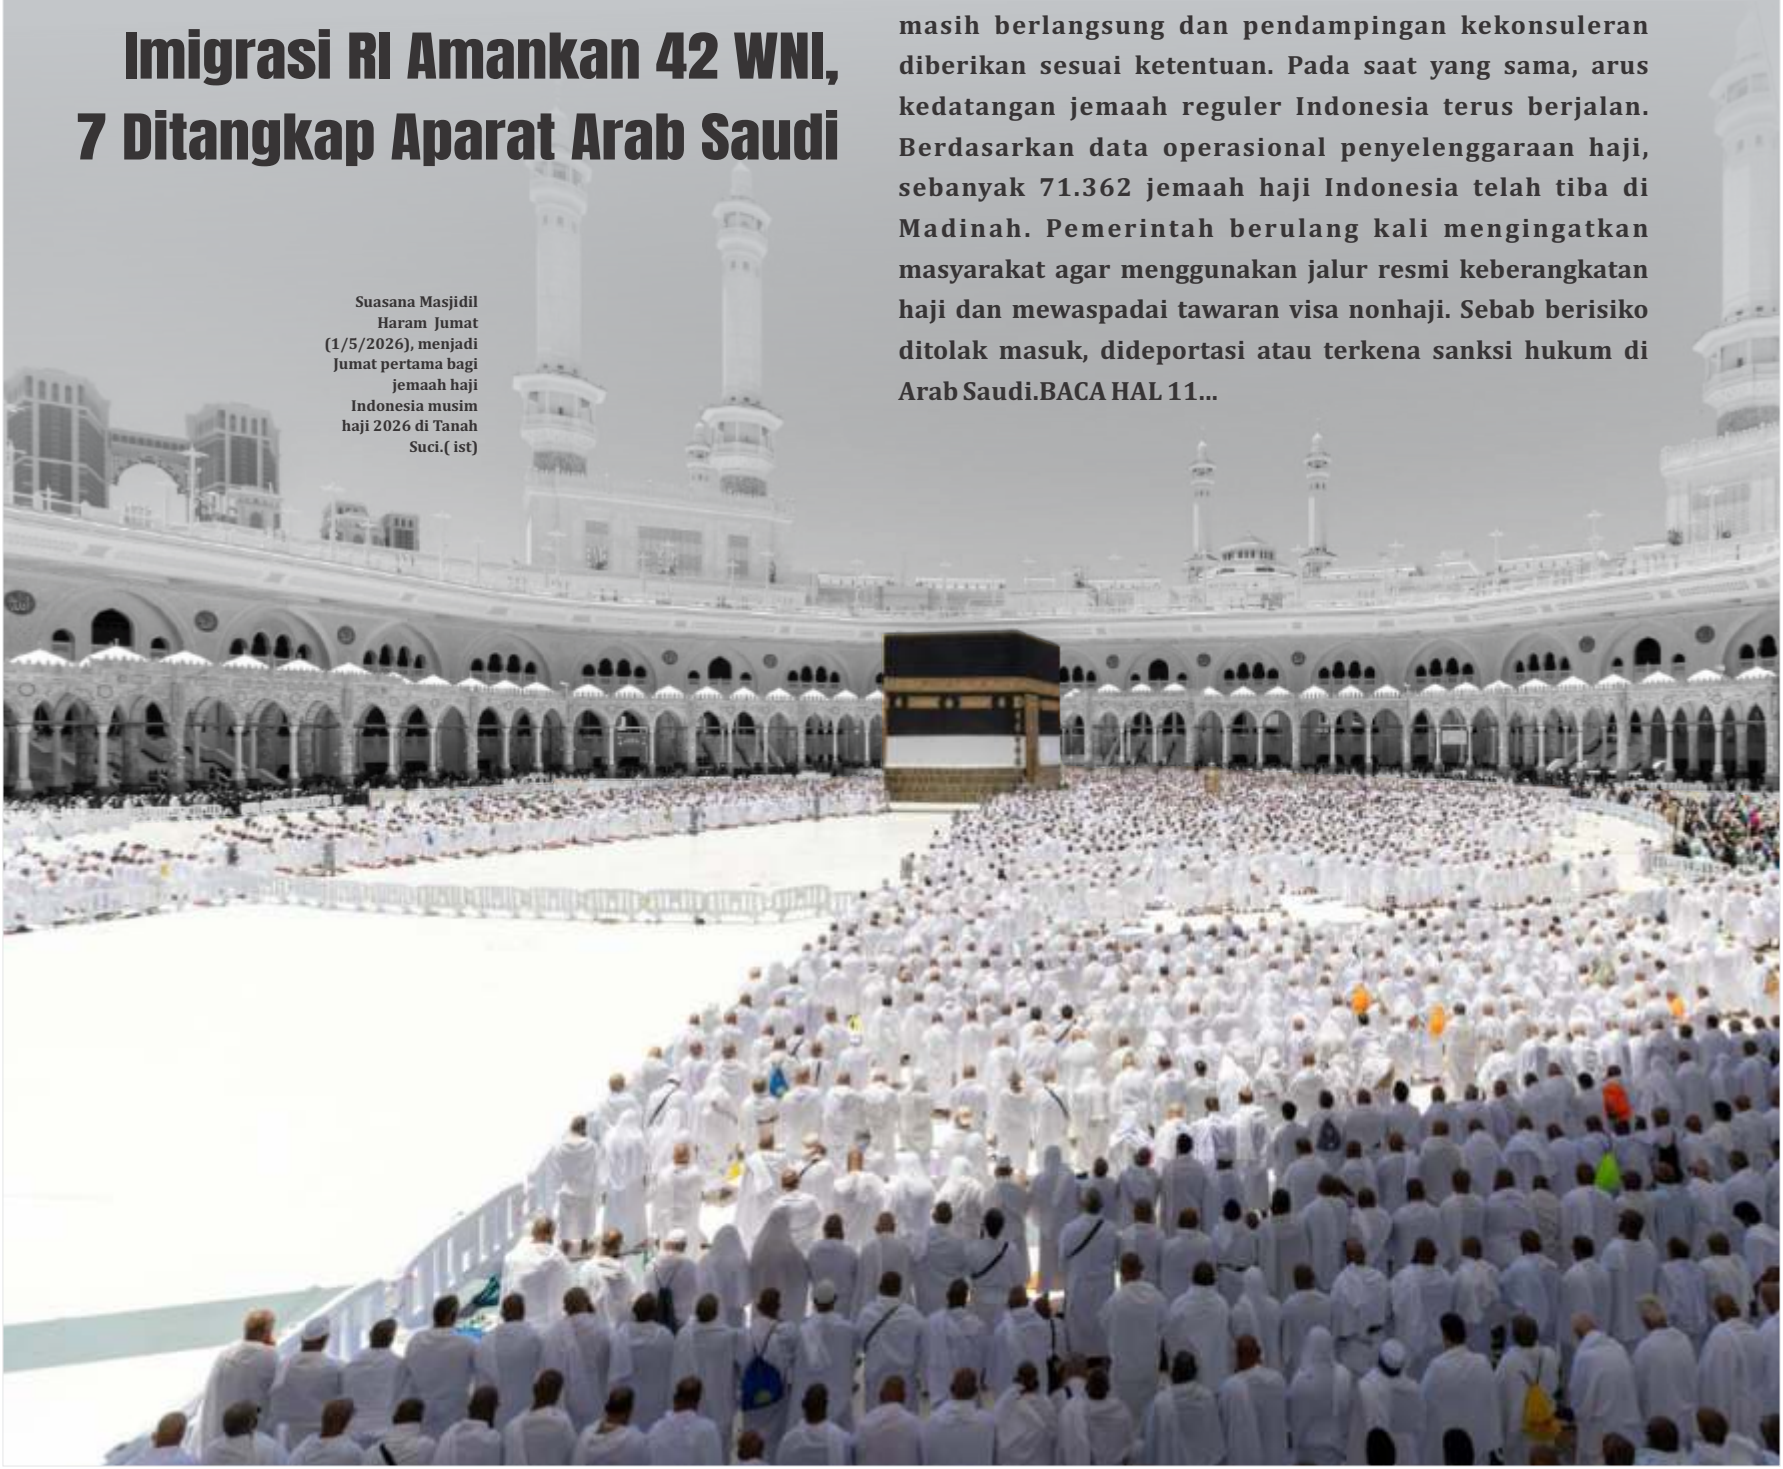 Imigrasi RI Amankan 42 WNI,
7 Ditangkap Aparat Arab Saudi
Suasana Masjidil
Haram Jumat
(1/5/2026), menjadi
Jumat pertama bagi
jemaah haji
Indonesia musim
haji 2026 di Tanah
Suci.( ist)
masih berlangsung dan pendampingan kekonsuleran
diberikan sesuai ketentuan. Pada saat yang sama, arus
kedatangan jemaah reguler Indonesia terus berjalan.
Berdasarkan data operasional penyelenggaraan haji,
sebanyak 71.362 jemaah haji Indonesia telah tiba di
Madinah. Pemerintah berulang kali mengingatkan
masyarakat agar menggunakan jalur resmi keberangkatan
haji dan mewaspadai tawaran visa nonhaji. Sebab berisiko
ditolak masuk, dideportasi atau terkena sanksi hukum di
Arab Saudi.BACA HAL 11...